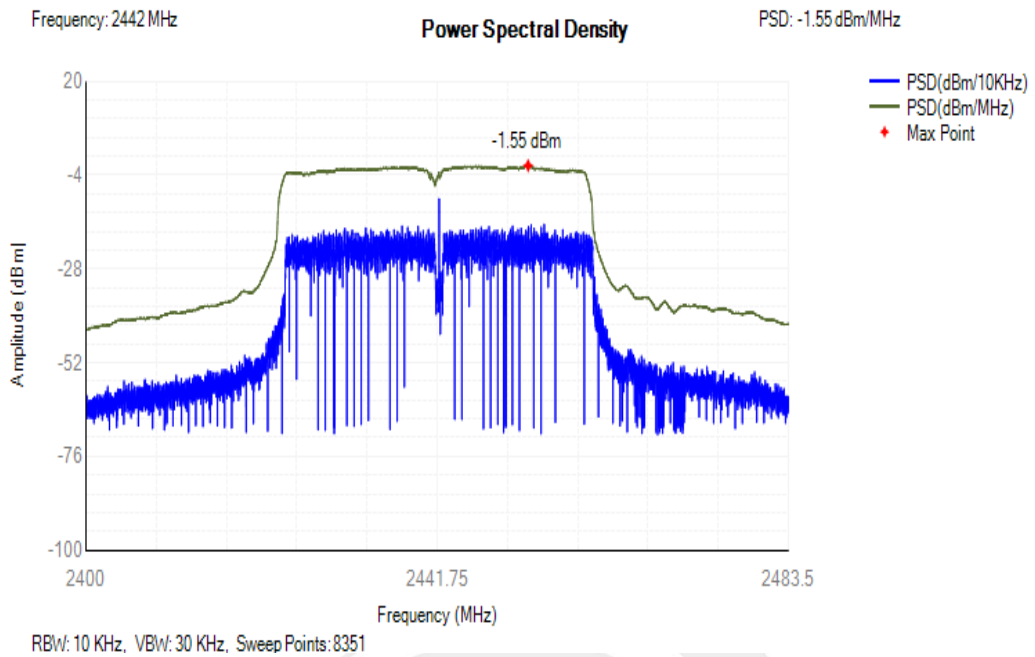 Frequency: 2442 MHz
Power Spectral Density
PSD: -1.55 dBm/MHz
PSD(dBm/10KHz)
PSD(dBm/MHz)
Max Point
-1.55 dBm
20
-4
-28
-52
-76
-100
Amplitude (dBm)
2400
2441.75
2483.5
Frequency (MHz)
RBW: 10 KHz, VBW: 30 KHz, Sweep Points: 8351